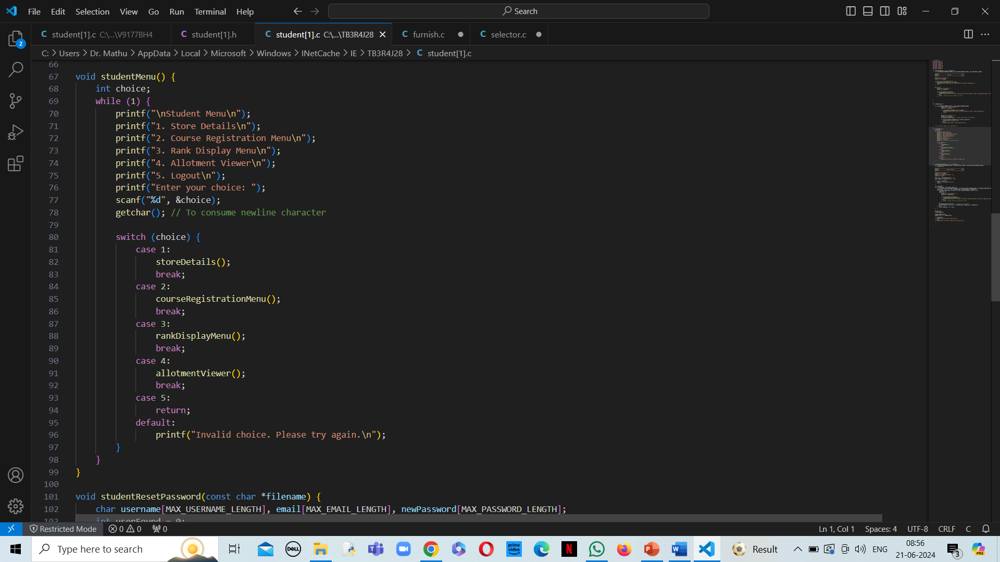 File Edit Selection View Go Run Terminal Help Search
student[1].c C:\...\V9177BH4 student[1].h student[1].c C:\...\TB3R4J28 furnish.c selector.c
C: > Users > Dr. Mathu > AppData > Local > Microsoft > Windows > INetCache > IE > TB3R4J28 > C student[1].c
66
67 void studentMenu() {
68     int choice;
69     while (1) {
70         printf("\nStudent Menu\n");
71         printf("1. Store Details\n");
72         printf("2. Course Registration Menu\n");
73         printf("3. Rank Display Menu\n");
74         printf("4. Allotment Viewer\n");
75         printf("5. Logout\n");
76         printf("Enter your choice: ");
77         scanf("%d", &choice);
78         getchar(); // To consume newline character
79
80         switch (choice) {
81             case 1:
82                 storeDetails();
83                 break;
84             case 2:
85                 courseRegistrationMenu();
86                 break;
87             case 3:
88                 rankDisplayMenu();
89                 break;
90             case 4:
91                 allotmentViewer();
92                 break;
93             case 5:
94                 return;
95             default:
96                 printf("Invalid choice. Please try again.\n");
97         }
98     }
99 }
100
101 void studentResetPassword(const char *filename) {
102     char username[MAX_USERNAME_LENGTH], email[MAX_EMAIL_LENGTH], newPassword[MAX_PASSWORD_LENGTH];
103     int userFound = 0;
Restricted Mode 0 0 0 Ln 1, Col 1 Spaces: 4 UTF-8 CRLF C
Type here to search DELL prime video N Result ENG 08:56
21-06-2024 3 PRE